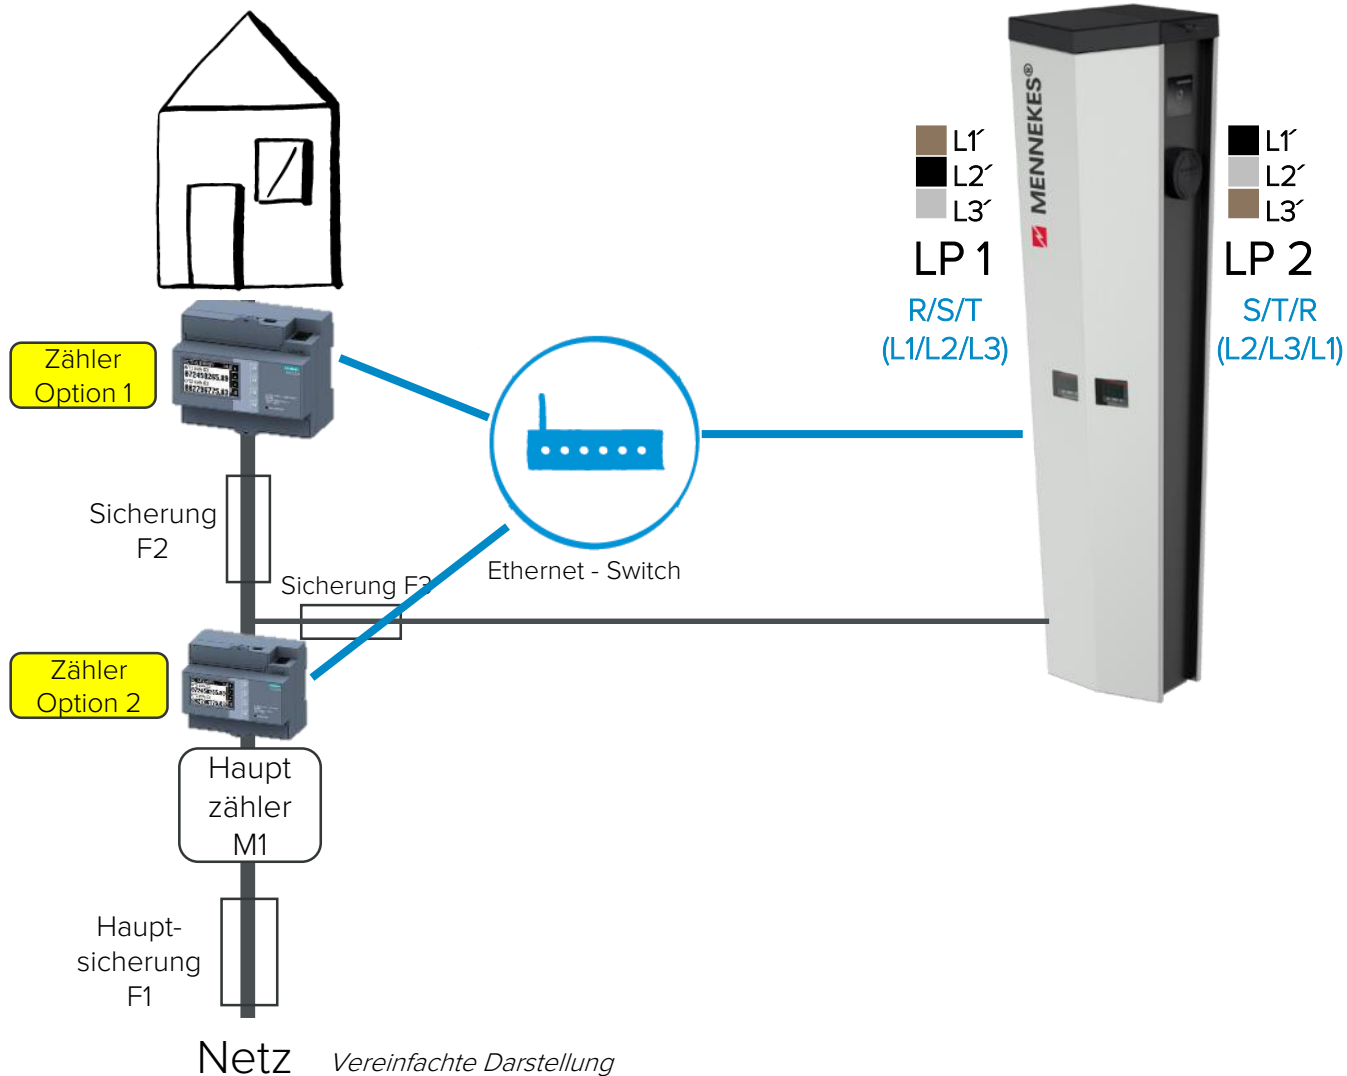 MENNEKES®
L1´
L2´
L3´
LP 1
R/S/T
(L1/L2/L3)
L1´
L2´
L3´
LP 2
S/T/R
(L2/L3/L1)
Zähler
Option 1
Sicherung
F2
Sicherung F3
Ethernet - Switch
Zähler
Option 2
Haupt
zähler
M1
Haupt-
sicherung
F1
Netz
Vereinfachte Darstellung